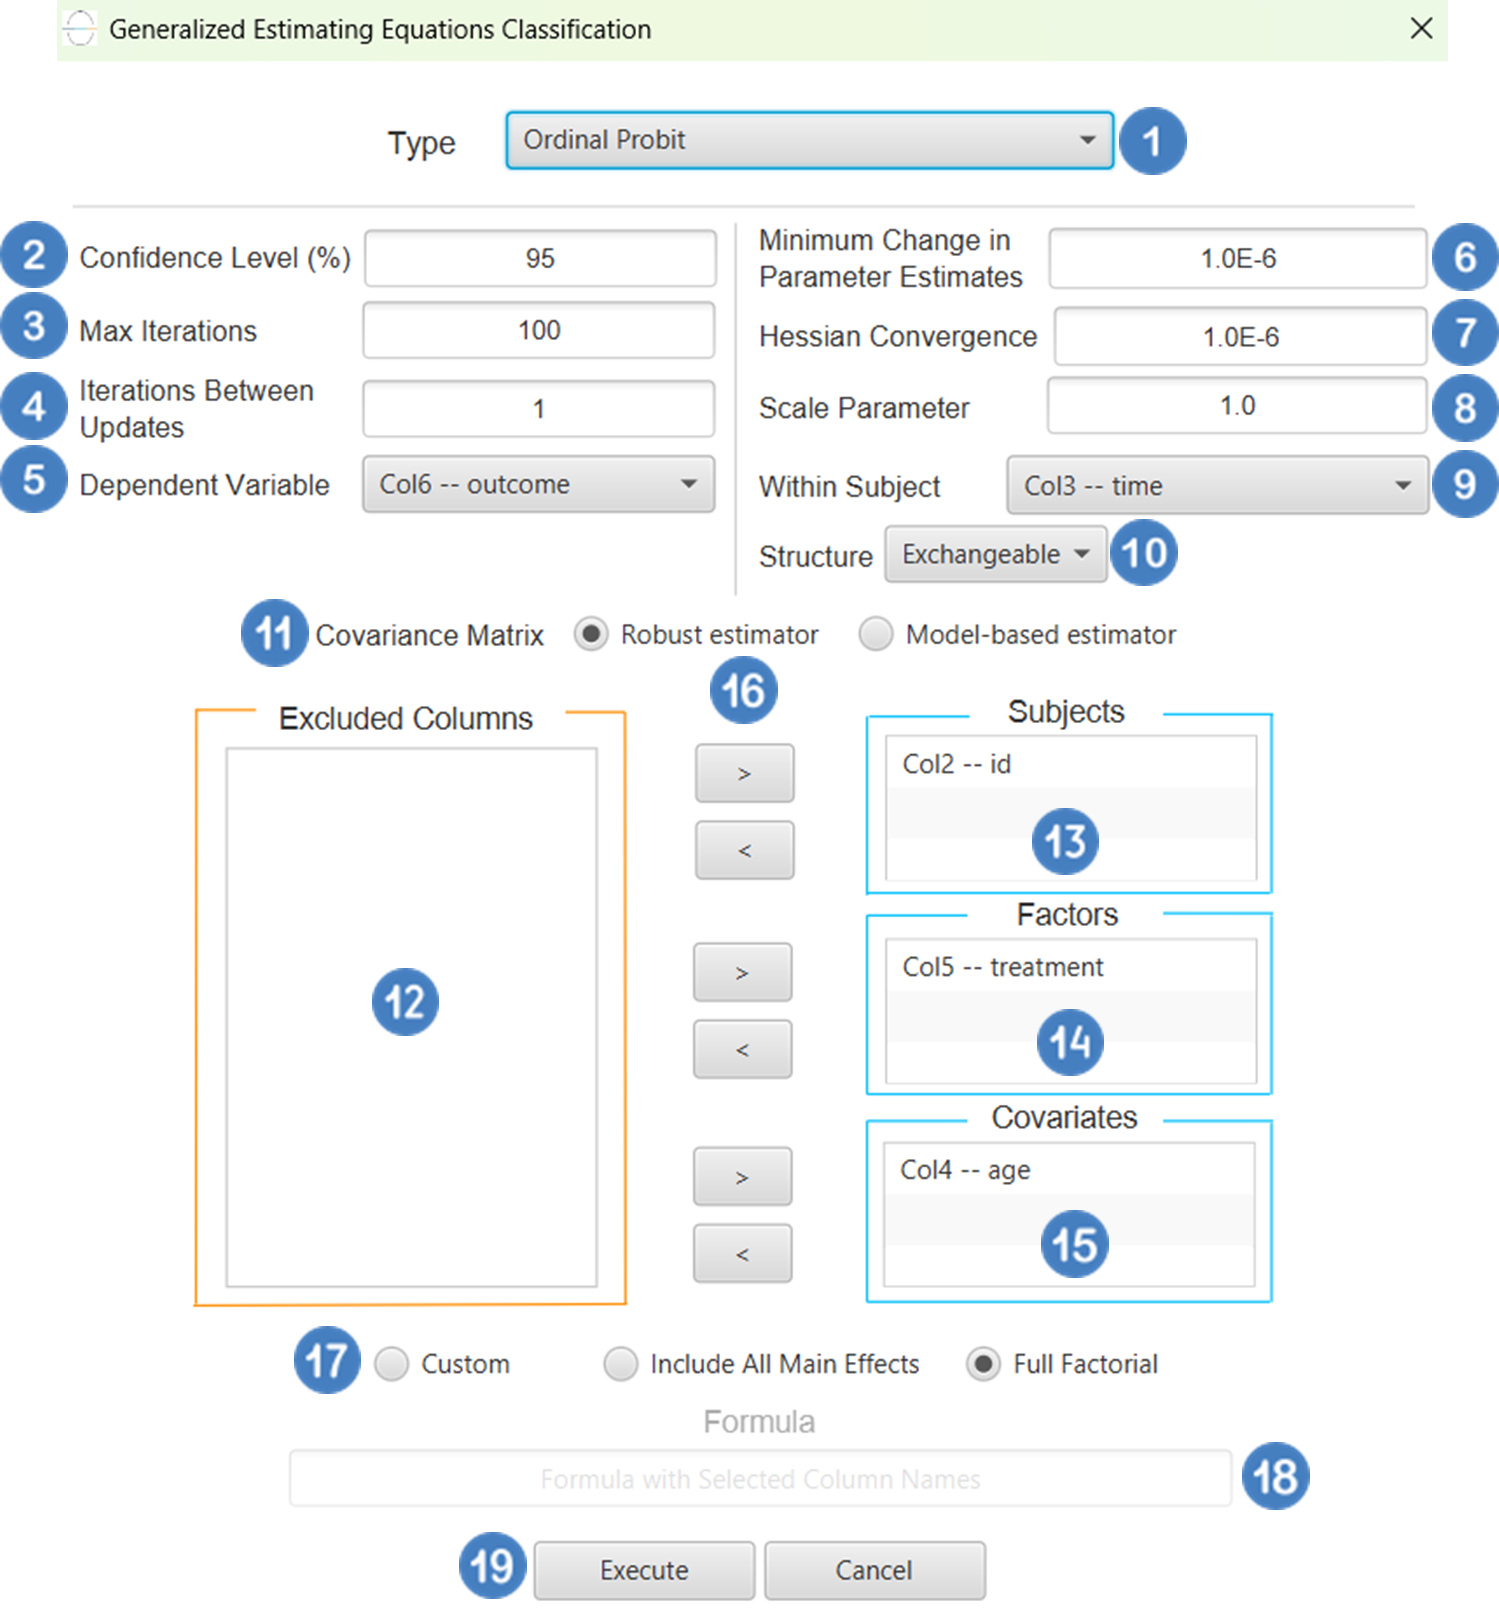 Generalized Estimating Equations Classification
Type
Ordinal Probit
1
2
Confidence Level (%)
95
3
Max Iterations
100
4
Iterations Between
Updates
1
5
Dependent Variable
Col6 -- outcome
Minimum Change in
Parameter Estimates
1.0E-6
6
Hessian Convergence
1.0E-6
7
Scale Parameter
1.0
8
Within Subject
Col3 -- time
9
Structure
Exchangeable
10
11
Covariance Matrix
Robust estimator
Model-based estimator
16
Excluded Columns
12
>
<
>
<
>
<
Subjects
Col2 -- id
13
Factors
Col5 -- treatment
14
Covariates
Col4 -- age
15
17
Custom
Include All Main Effects
Full Factorial
Formula
Formula with Selected Column Names
18
19
Execute
Cancel